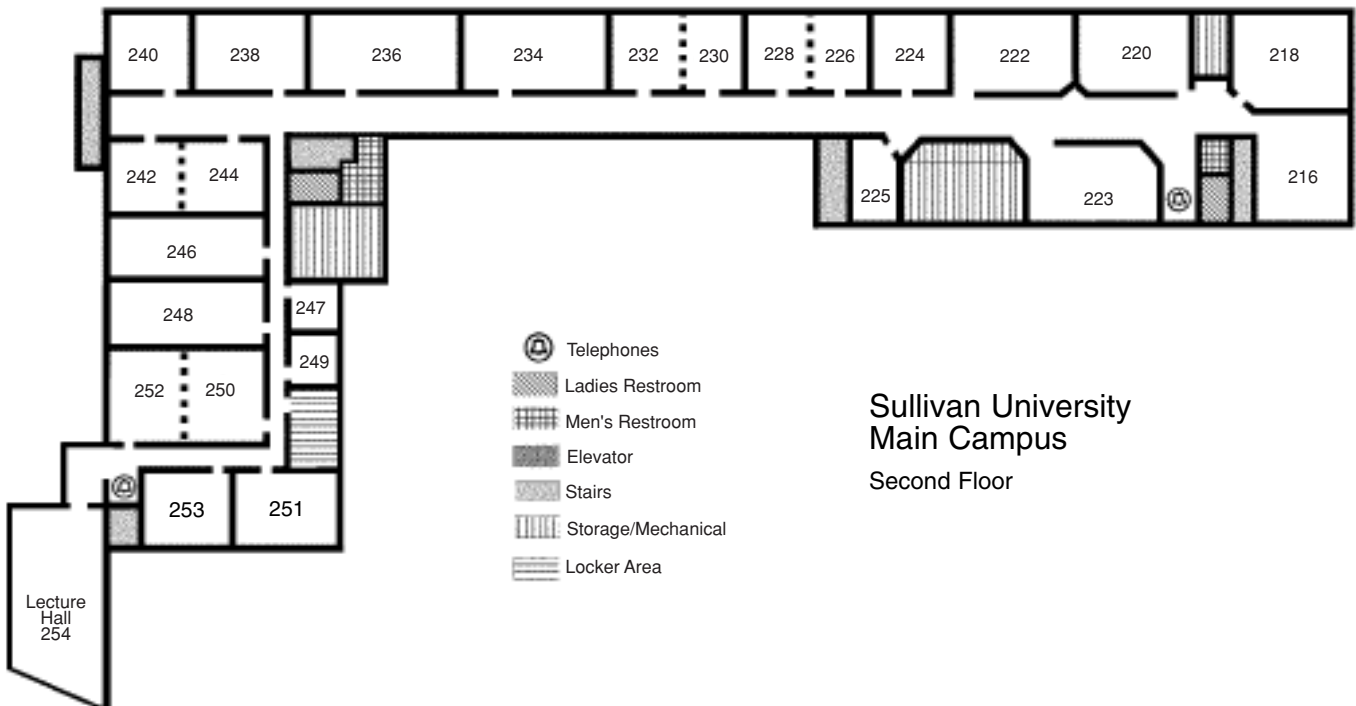 240
238
236
234
232
230
228
226
224
222
220
218
242
244
225
223
216
246
248
247
249
252
250
253
251
Lecture
Hall
254
Telephones
Ladies Restroom
Men's Restroom
Elevator
Stairs
Storage/Mechanical
Locker Area
Sullivan University
Main Campus
Second Floor